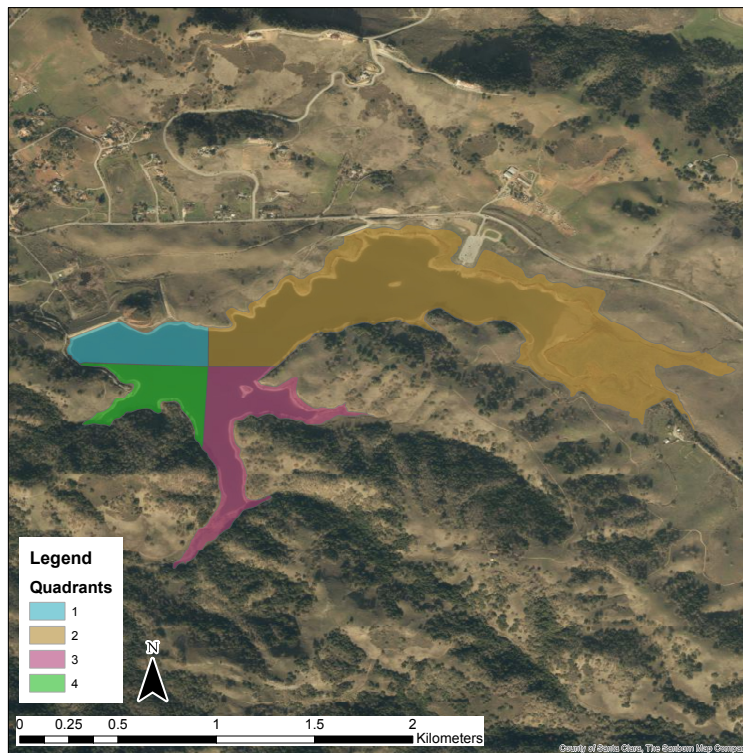 Legend
Quadrants
1
2
3
4
N
0 0.25 0.5 1 1.5 2
Kilometers
County of Santa Clara, The Sanborn Map Compa